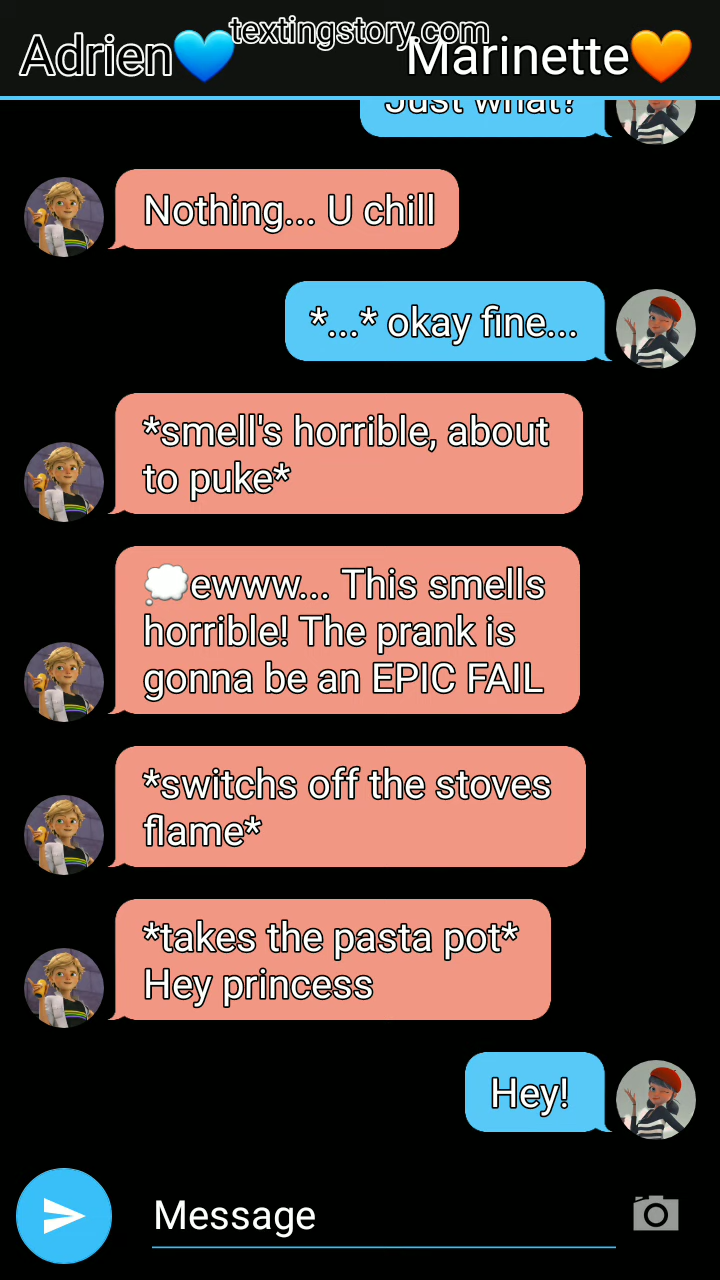 textingstory.com
Adrien💙 Marinette🧡
Just what?
Nothing... U chill
*...* okay fine...
*smell's horrible, about
to puke*
💭ewww... This smells
horrible! The prank is
gonna be an EPIC FAIL
*switchs off the stoves
flame*
*takes the pasta pot*
Hey princess
Hey!
Message